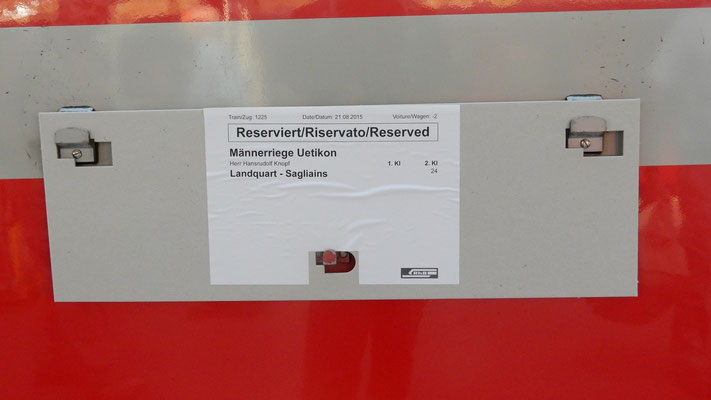 Train/Zug: 1225 Date/Datum: 21.08.2015 Voiture/Wagen: -2
Reserviert/Riservato/Reserved
Männerriege Uetikon
Herr Hansrudolf Knopf 1. Kl 2. Kl
Landquart - Sagliains 24
RhB